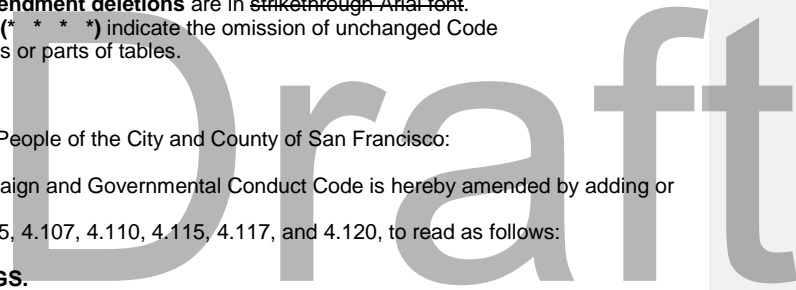 endment deletions are in strikethrough Arial font.
(* * * *) indicate the omission of unchanged Code
s or parts of tables.
People of the City and County of San Francisco:
aign and Governmental Conduct Code is hereby amended by adding or
5, 4.107, 4.110, 4.115, 4.117, and 4.120, to read as follows:
GS.
Draft